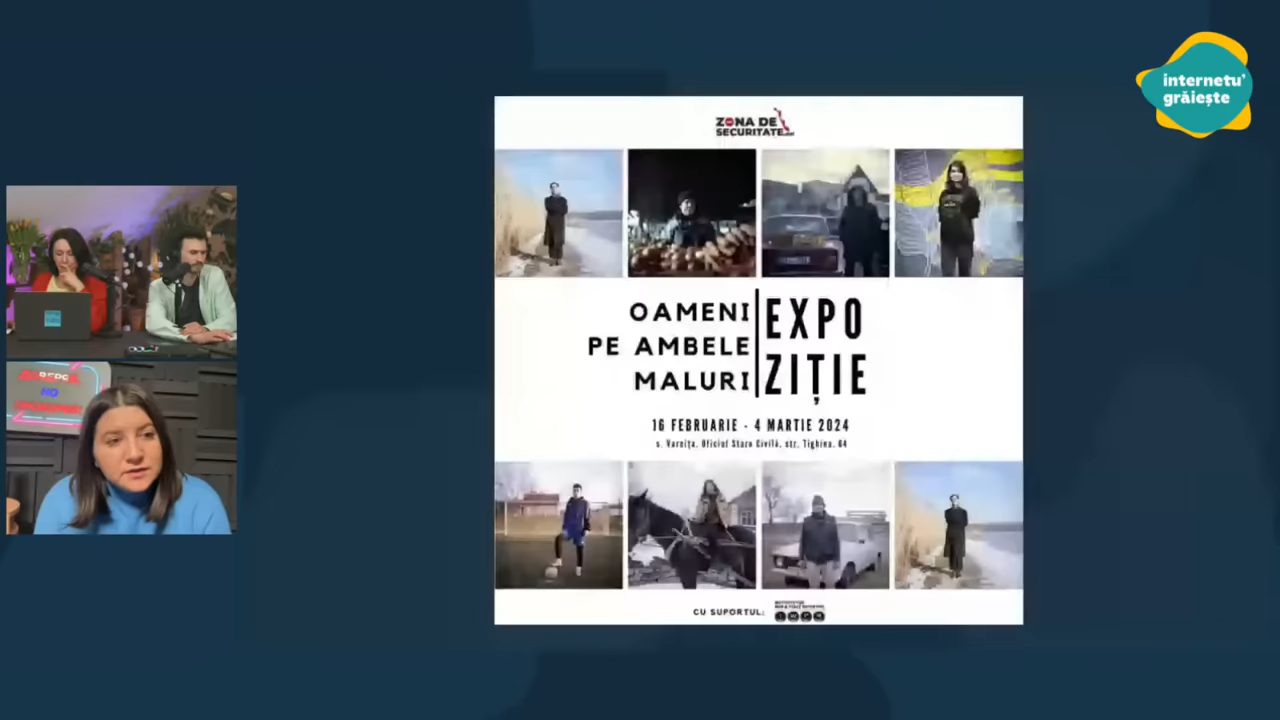 internetu'
grăiește
ZONA DE
SECURITATE
OAMENI
PE AMBELE
MALURI
EXPO
ZIȚIE
16 FEBRUARIE - 4 MARTIE 2024
s. Varnița, Oficiul Stare Civilă, str. Tighina, 64
CU SUPORTUL:
NO